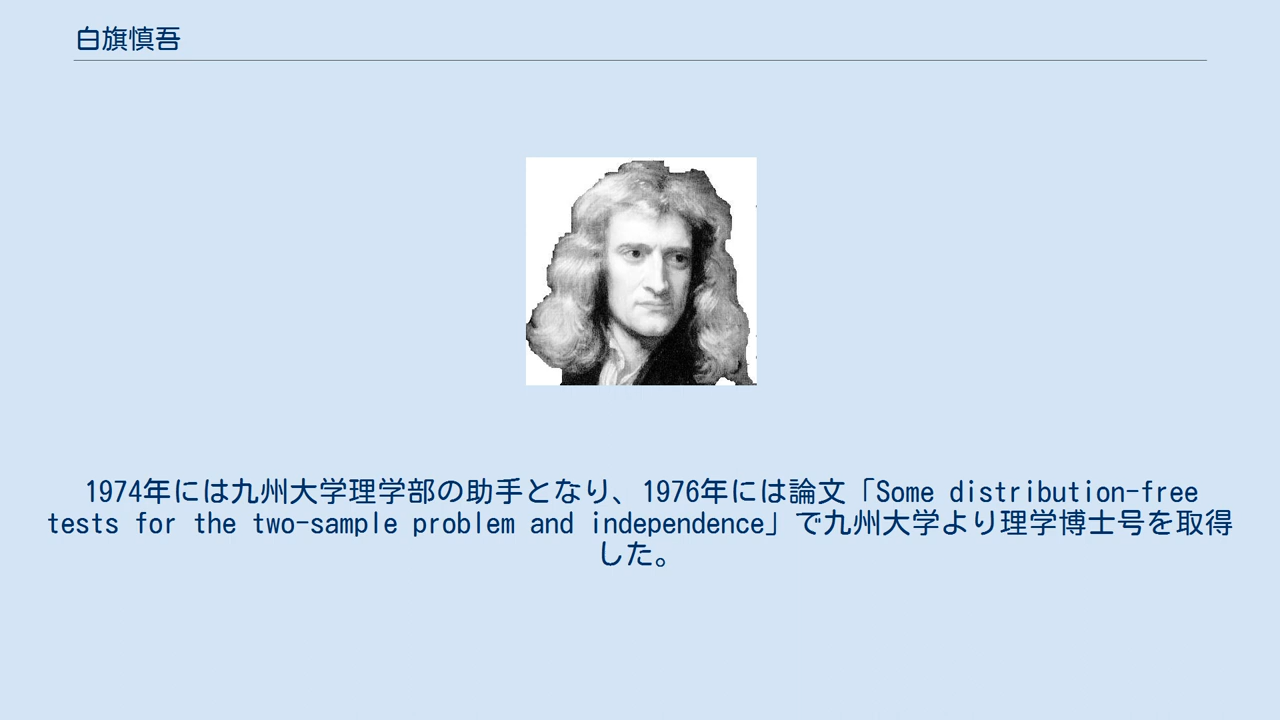 白旗慎吾
1974年には九州大学理学部の助手となり、1976年には論文「Some distribution-free
tests for the two-sample problem and independence」で九州大学より理学博士号を取得
した。